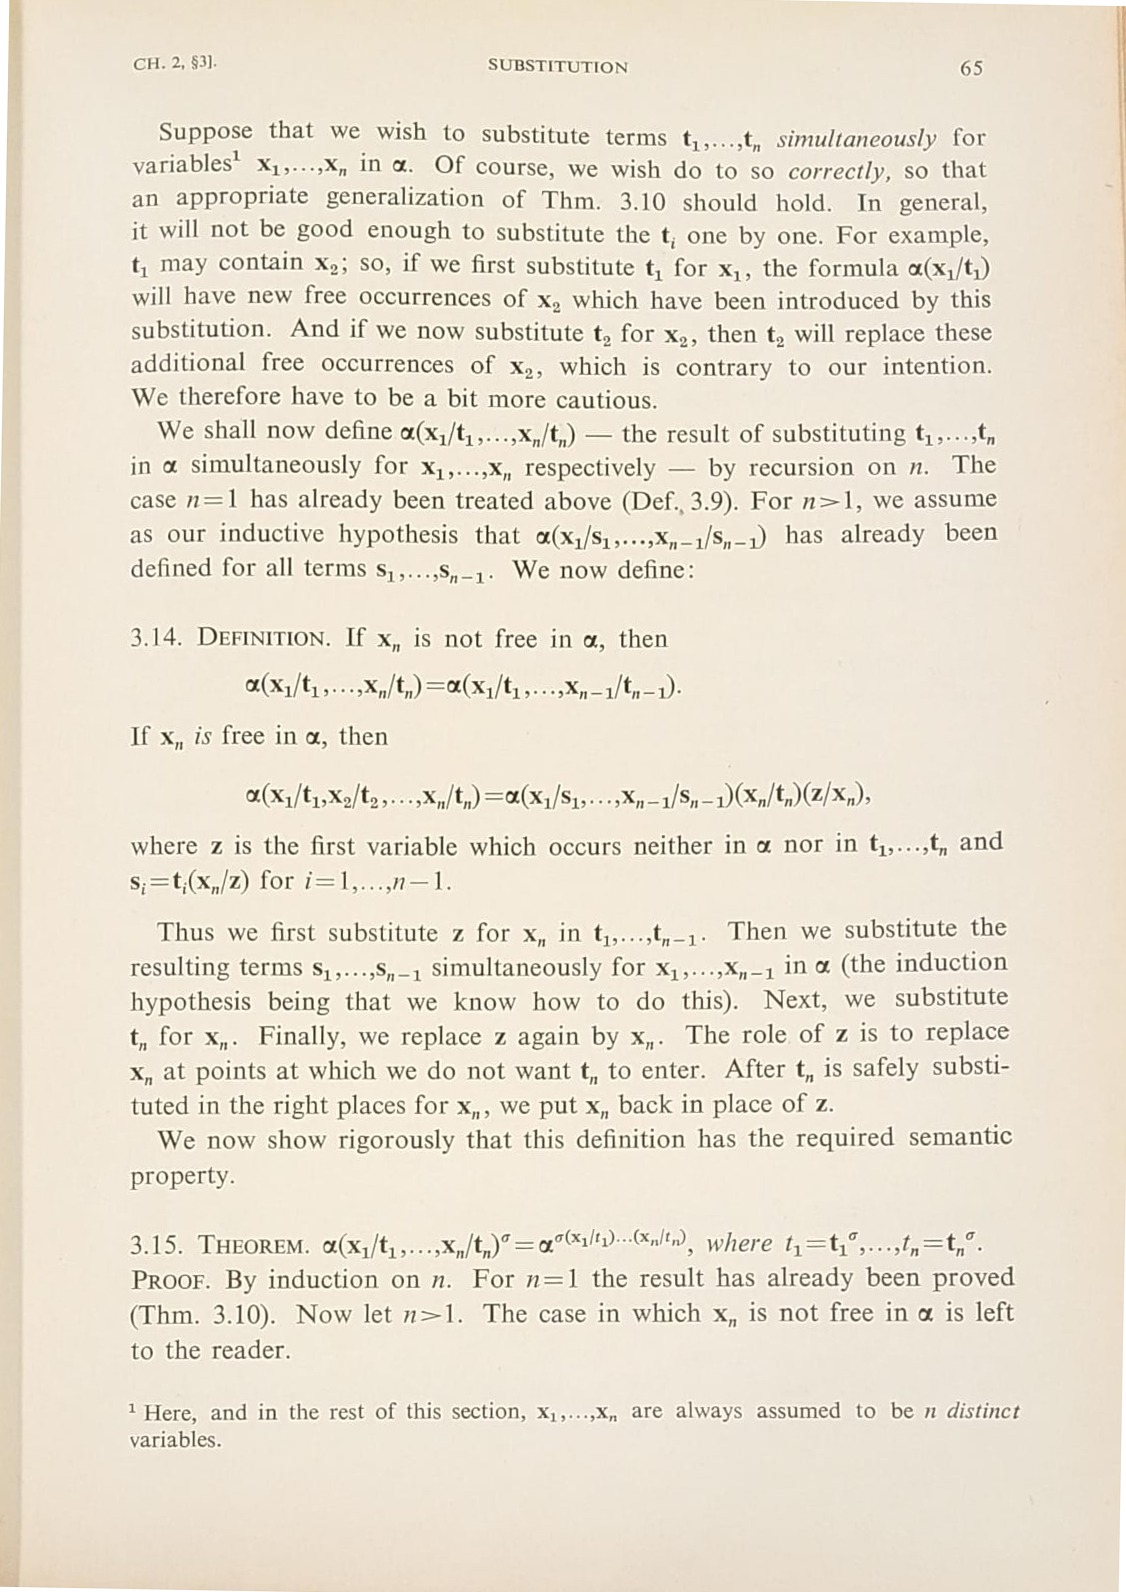 CH. 2, §3].
SUBSTITUTION
65
Suppose that we wish to substitute terms t₁,...,tₙ simultaneously for
variables¹ x₁,...,xₙ in α. Of course, we wish do to so correctly, so that
an appropriate generalization of Thm. 3.10 should hold. In general,
it will not be good enough to substitute the tᵢ one by one. For example,
t₁ may contain x₂; so, if we first substitute t₁ for x₁, the formula α(x₁/t₁)
will have new free occurrences of x₂ which have been introduced by this
substitution. And if we now substitute t₂ for x₂, then t₂ will replace these
additional free occurrences of x₂, which is contrary to our intention.
We therefore have to be a bit more cautious.
We shall now define α(x₁/t₁,...,xₙ/tₙ) — the result of substituting t₁,...,tₙ
in α simultaneously for x₁,...,xₙ respectively — by recursion on n. The
case n=1 has already been treated above (Def. 3.9). For n>1, we assume
as our inductive hypothesis that α(x₁/s₁,...,xₙ₋₁/sₙ₋₁) has already been
defined for all terms s₁,...,sₙ₋₁. We now define:
3.14. DEFINITION. If xₙ is not free in α, then
α(x₁/t₁,...,xₙ/tₙ)=α(x₁/t₁,...,xₙ₋₁/tₙ₋₁).
If xₙ is free in α, then
α(x₁/t₁,x₂/t₂,...,xₙ/tₙ)=α(x₁/s₁,...,xₙ₋₁/sₙ₋₁)(xₙ/tₙ)(z/xₙ),
where z is the first variable which occurs neither in α nor in t₁,...,tₙ and
sᵢ=tᵢ(xₙ/z) for i=1,...,n−1.
Thus we first substitute z for xₙ in t₁,...,tₙ₋₁. Then we substitute the
resulting terms s₁,...,sₙ₋₁ simultaneously for x₁,...,xₙ₋₁ in α (the induction
hypothesis being that we know how to do this). Next, we substitute
tₙ for xₙ. Finally, we replace z again by xₙ. The role of z is to replace
xₙ at points at which we do not want tₙ to enter. After tₙ is safely substi-
tuted in the right places for xₙ, we put xₙ back in place of z.
We now show rigorously that this definition has the required semantic
property.
3.15. THEOREM. α(x₁/t₁,...,xₙ/tₙ)^σ=α^σ(x₁/t₁)...(xₙ/tₙ), where t₁=t₁^σ,...,tₙ=tₙ^σ.
PROOF. By induction on n. For n=1 the result has already been proved
(Thm. 3.10). Now let n>1. The case in which xₙ is not free in α is left
to the reader.
¹ Here, and in the rest of this section, x₁,...,xₙ are always assumed to be n distinct
variables.